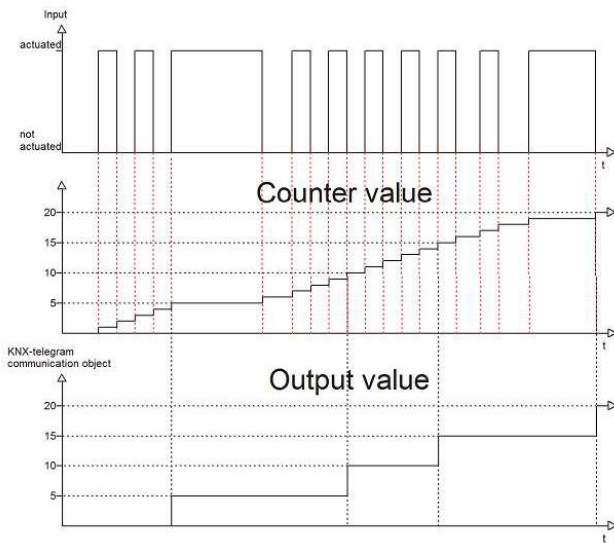 Input
actuated
not
actuated
t
Counter value
20
15
10
5
t
KNX-telegram
communication object
Output value
20
15
10
5
t